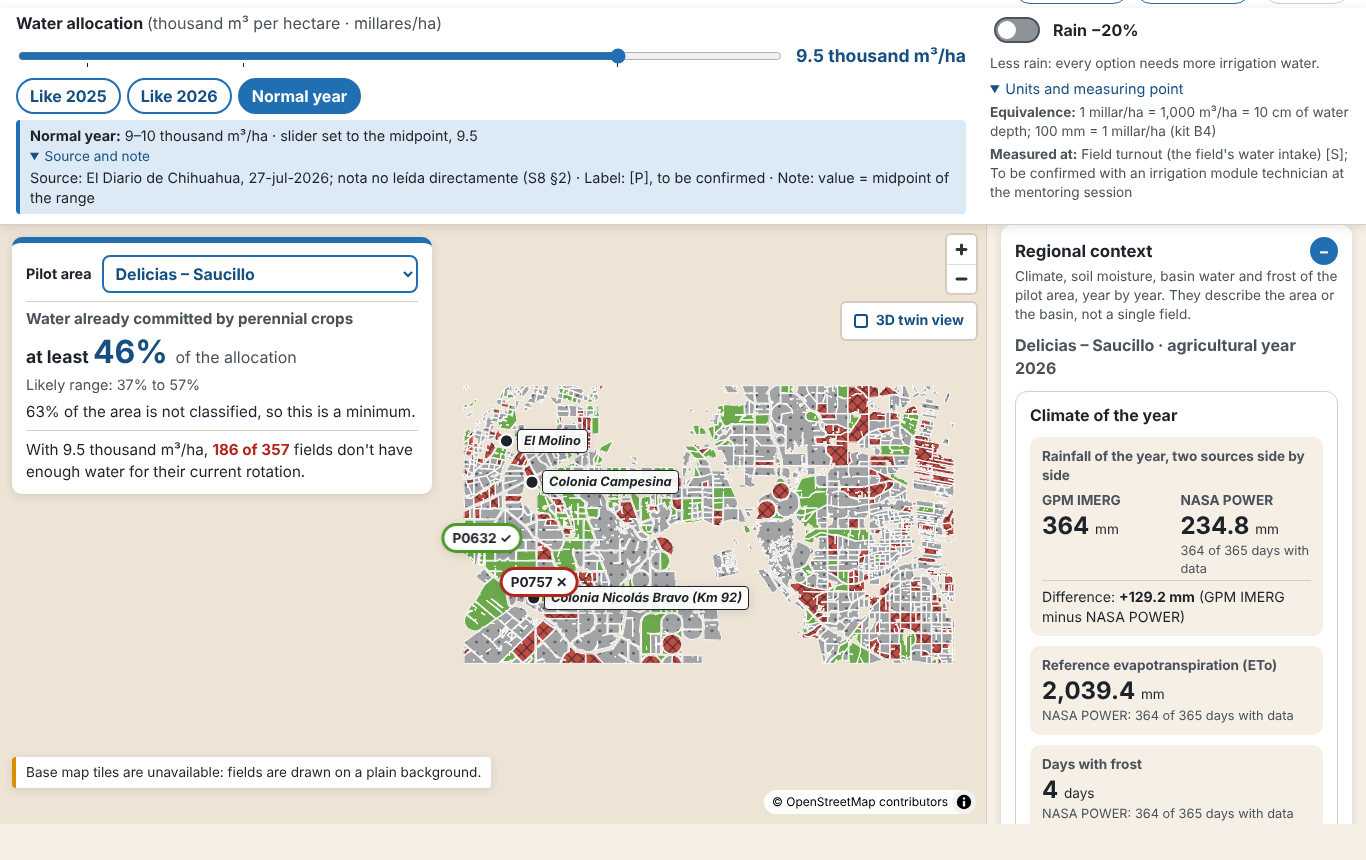 Water allocation (thousand m³ per hectare · millares/ha)
9.5 thousand m³/ha
Like 2025
Like 2026
Normal year
Normal year: 9–10 thousand m³/ha · slider set to the midpoint, 9.5
▼ Source and note
Source: El Diario de Chihuahua, 27-jul-2026; nota no leída directamente (S8 §2) · Label: [P], to be confirmed · Note: value = midpoint of
the range
Rain −20%
Less rain: every option needs more irrigation water.
▼ Units and measuring point
Equivalence: 1 millar/ha = 1,000 m³/ha = 10 cm of water
depth; 100 mm = 1 millar/ha (kit B4)
Measured at: Field turnout (the field's water intake) [S];
To be confirmed with an irrigation module technician at
the mentoring session
Pilot area
Delicias – Saucillo
Water already committed by perennial crops
at least 46% of the allocation
Likely range: 37% to 57%
63% of the area is not classified, so this is a minimum.
With 9.5 thousand m³/ha, 186 of 357 fields don't have
enough water for their current rotation.
+
−
3D twin view
El Molino
Colonia Campesina
P0632 ✓
P0757 ✕
Colonia Nicolás Bravo (Km 92)
Base map tiles are unavailable: fields are drawn on a plain background.
© OpenStreetMap contributors
Regional context
–
Climate, soil moisture, basin water and frost of the
pilot area, year by year. They describe the area or
the basin, not a single field.
Delicias – Saucillo · agricultural year
2026
Climate of the year
Rainfall of the year, two sources side by
side
GPM IMERG
364 mm
NASA POWER
234.8 mm
364 of 365 days with
data
Difference: +129.2 mm (GPM IMERG
minus NASA POWER)
Reference evapotranspiration (ETo)
2,039.4 mm
NASA POWER: 364 of 365 days with data
Days with frost
4 days
NASA POWER: 364 of 365 days with data